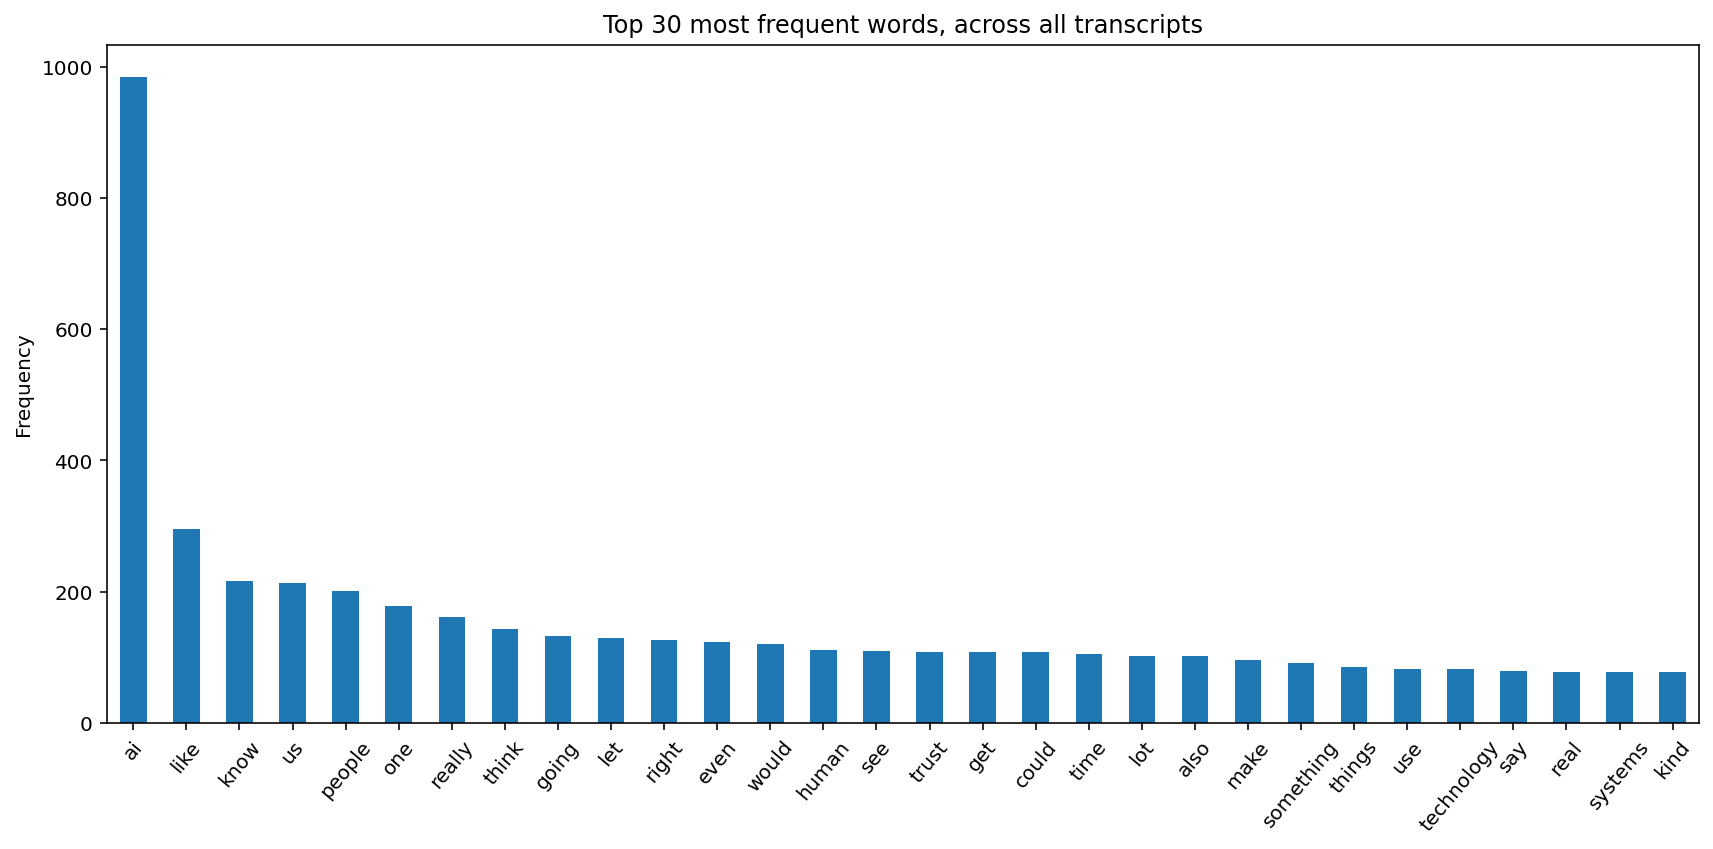 Top 30 most frequent words, across all transcripts
Frequency
1000
800
600
400
200
0
ai
like
know
us
people
one
really
think
going
let
right
even
would
human
see
trust
get
could
time
lot
also
make
something
things
use
technology
say
real
systems
kind